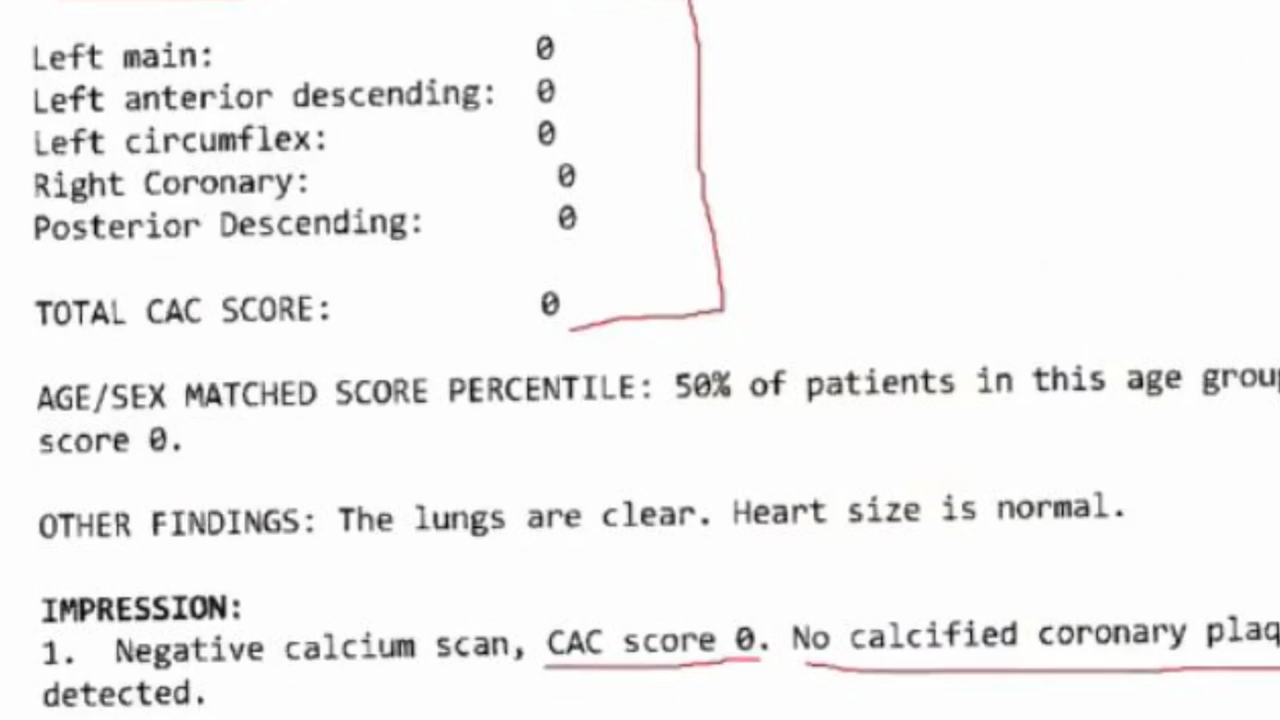 Left main: 0
Left anterior descending: 0
Left circumflex: 0
Right Coronary: 0
Posterior Descending: 0
TOTAL CAC SCORE: 0
AGE/SEX MATCHED SCORE PERCENTILE: 50% of patients in this age grou
score 0.
OTHER FINDINGS: The lungs are clear. Heart size is normal.
IMPRESSION:
1. Negative calcium scan, CAC score 0. No calcified coronary plaq
detected.